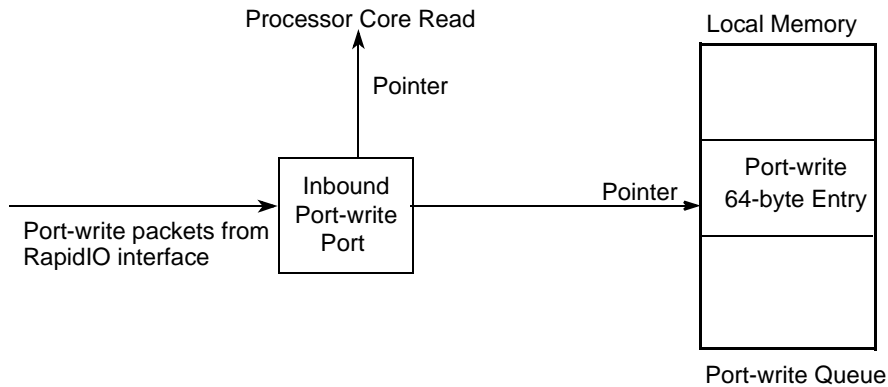 Processor Core Read
Local Memory
Pointer
Port-write
64-byte Entry
Inbound
Port-write
Port
Pointer
Port-write packets from
RapidIO interface
Port-write Queue